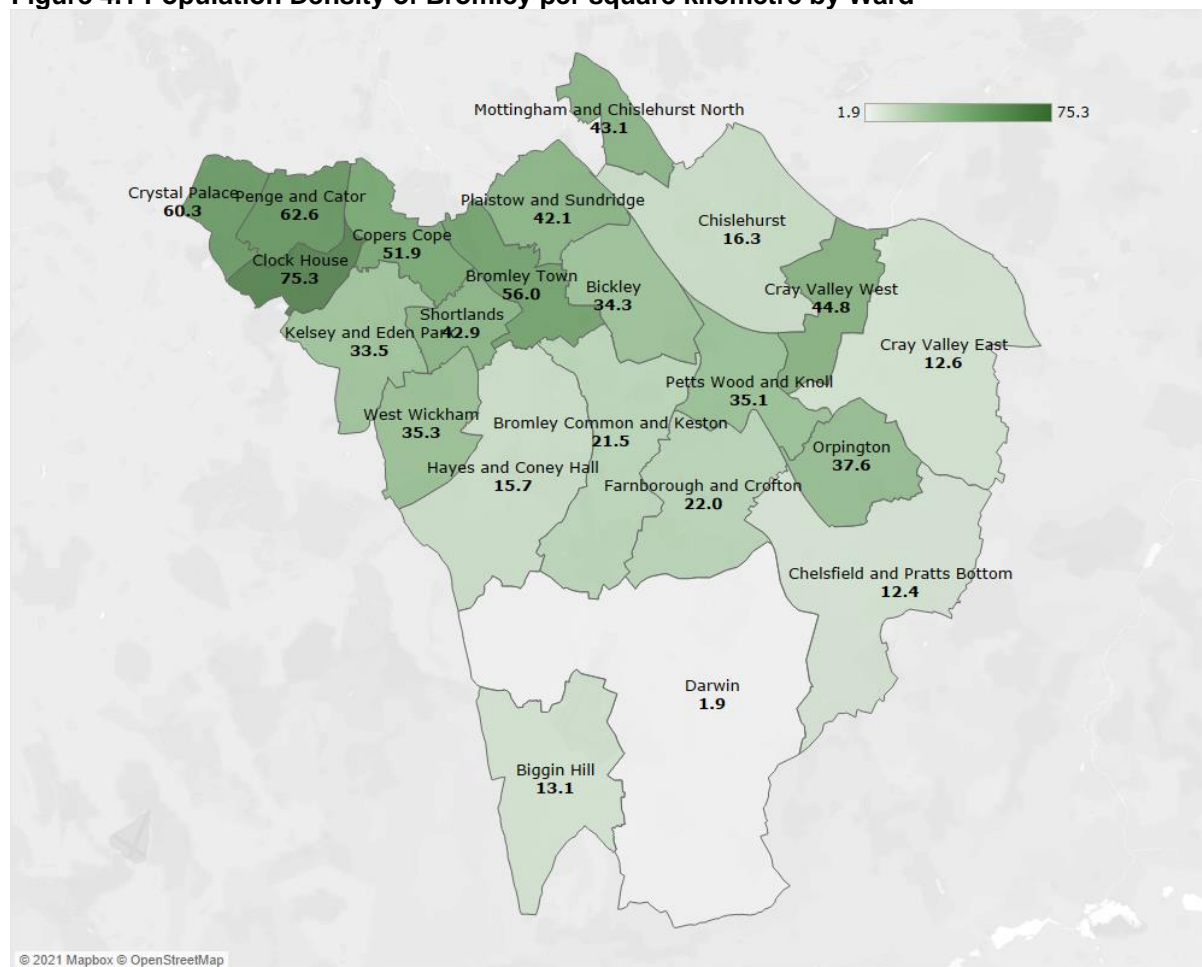 Figure 4.1 Population Density of Bromley per square kilometre by Ward
Mottingham and Chislehurst North
43.1
1.9
75.3
Crystal Palace
60.3
Penge and Cator
62.6
Plaistow and Sundridge
42.1
Chislehurst
16.3
Copers Cope
51.9
Clock House
75.3
Bromley Town
56.0
Bickley
34.3
Cray Valley West
44.8
Shortlands
42.9
Kelsey and Eden Park
33.5
Cray Valley East
12.6
Petts Wood and Knoll
35.1
West Wickham
35.3
Bromley Common and Keston
21.5
Orpington
37.6
Hayes and Coney Hall
15.7
Farnborough and Crofton
22.0
Chelsfield and Pratts Bottom
12.4
Darwin
1.9
Biggin Hill
13.1
© 2021 Mapbox © OpenStreetMap